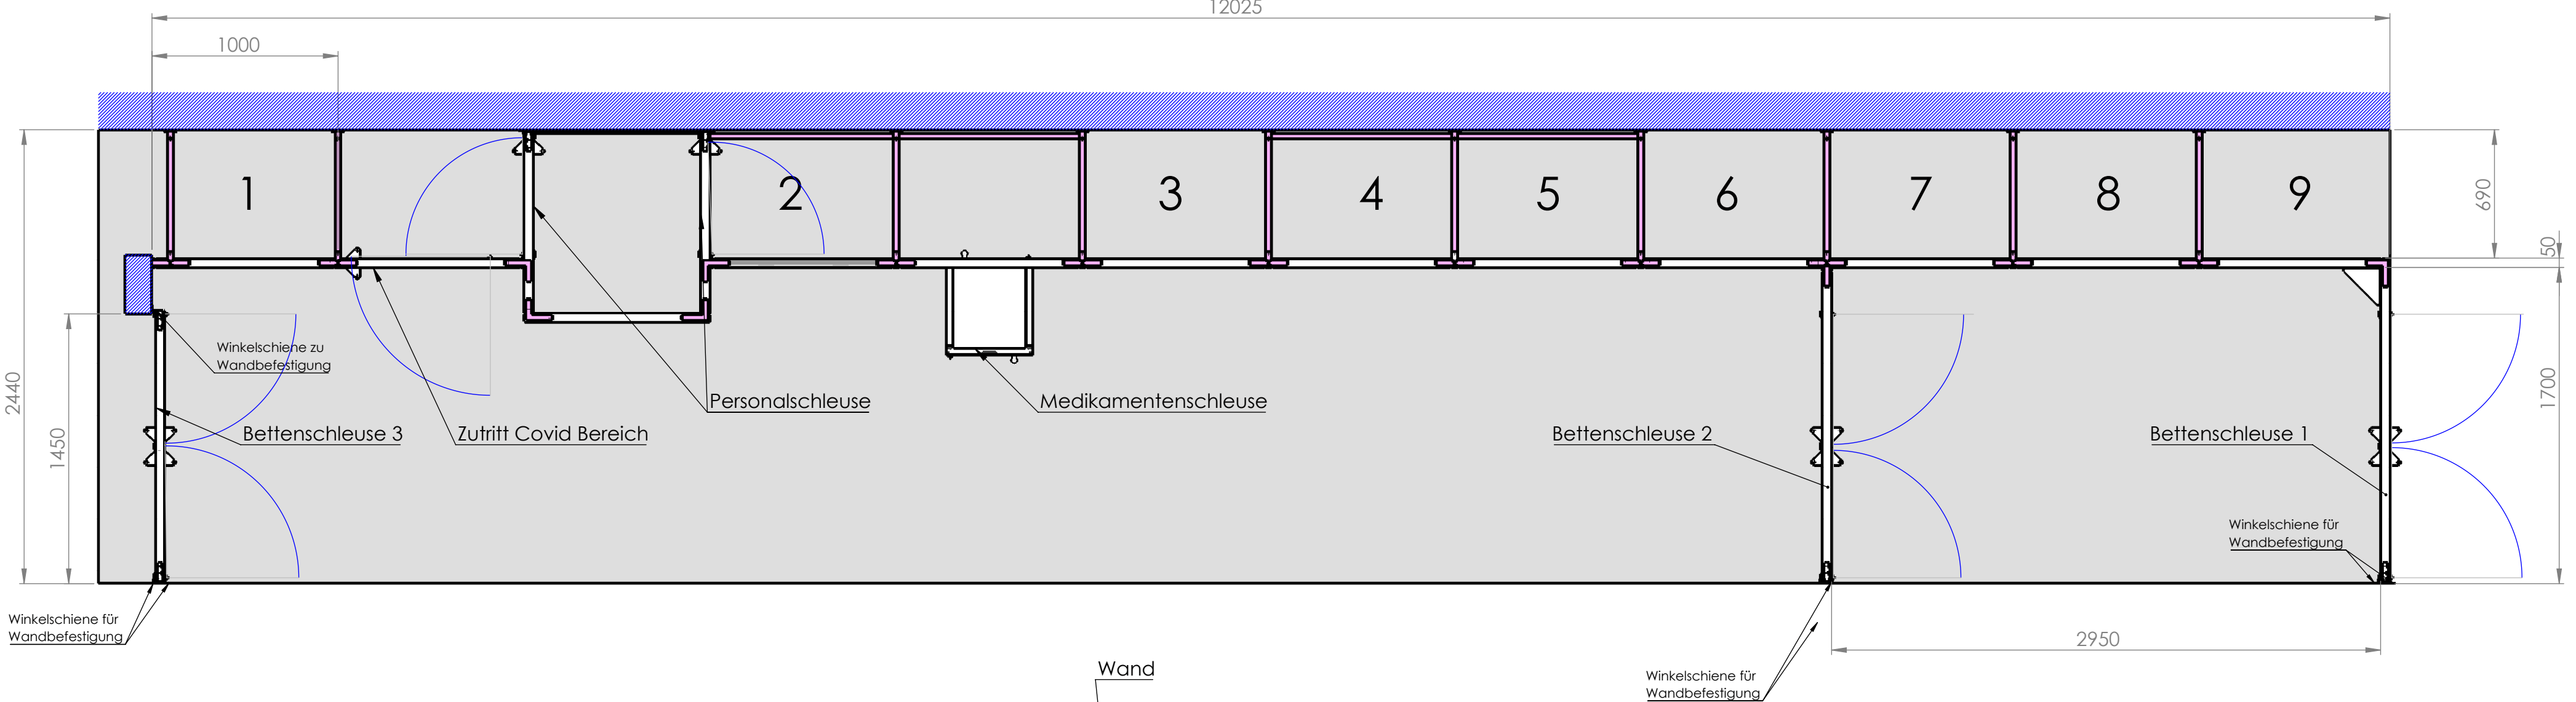 12025
1000
1
2
3
4
5
6
7
8
9
690
50
2440
1450
1700
Winkelschiene zu
Wandbefestigung
Personalschleuse
Medikamentenschleuse
Bettenschleuse 3
Zutritt Covid Bereich
Bettenschleuse 2
Bettenschleuse 1
Winkelschiene für
Wandbefestigung
Winkelschiene für
Wandbefestigung
2950
Wand
Winkelschiene für
Wandbefestigung